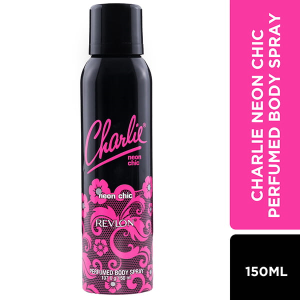 Charlie®
neon chic
neon chic
REVLON
PERFUMED BODY SPRAY
CHARLIE NEON CHIC
PERFUMED BODY SPRAY
150ML